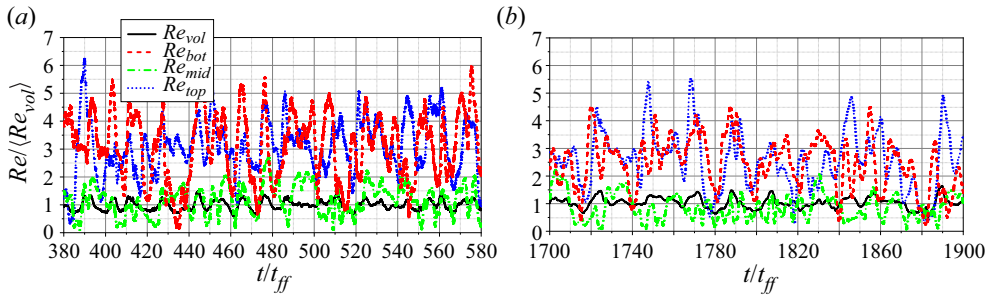 (a)
Re_vol
Re_bot
Re_mid
Re_top
7
6
5
4
3
2
1
0
Re/⟨Re_vol⟩
380 400 420 440 460 480 500 520 540 560 580
t/t_ff
(b)
7
6
5
4
3
2
1
0
1700 1740 1780 1820 1860 1900
t/t_ff